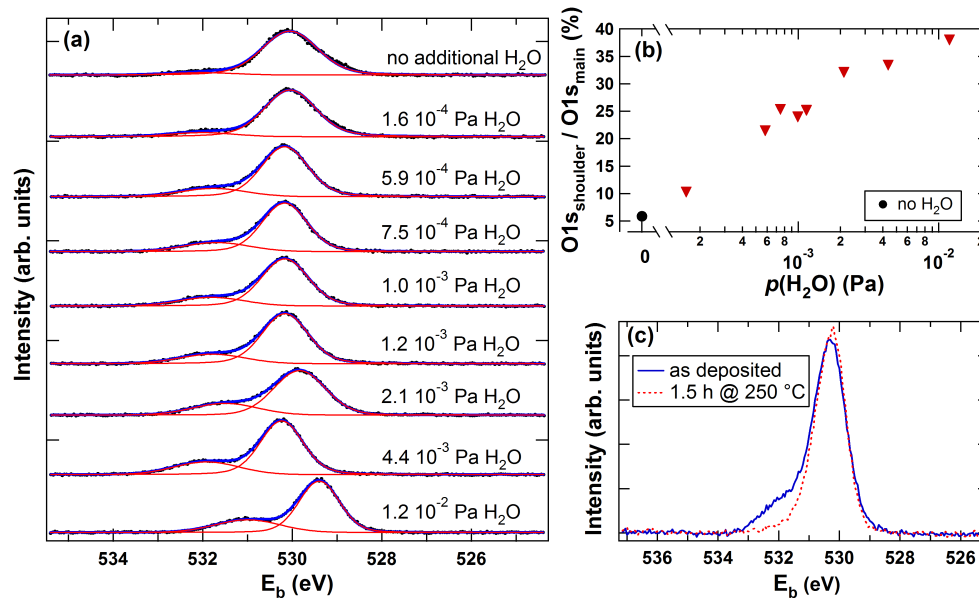 (a)
no additional H₂O
1.6 10⁻⁴ Pa H₂O
5.9 10⁻⁴ Pa H₂O
7.5 10⁻⁴ Pa H₂O
1.0 10⁻³ Pa H₂O
1.2 10⁻³ Pa H₂O
2.1 10⁻³ Pa H₂O
4.4 10⁻³ Pa H₂O
1.2 10⁻² Pa H₂O
Intensity (arb. units)
534 532 530 528 526
E_b (eV)
(b)
O1s_shoulder / O1s_main (%)
40
35
30
25
20
15
10
5
no H₂O
2 4 6 8 2 4 6 8 2
0 10⁻³ 10⁻²
p(H₂O) (Pa)
(c)
as deposited
1.5 h @ 250 °C
Intensity (arb. units)
536 534 532 530 528 526
E_b (eV)